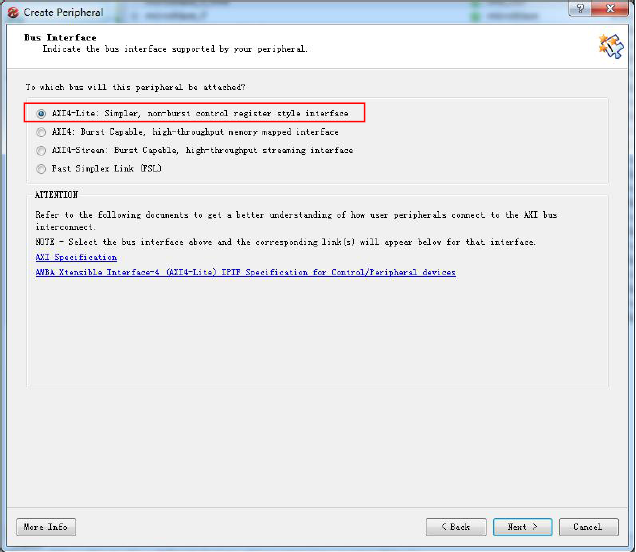 Create Peripheral
Bus Interface
Indicate the bus interface supported by your peripheral.
To which bus will this peripheral be attached?
AXI4-Lite: Simpler, non-burst control register style interface
AXI4: Burst Capable, high-throughput memory mapped interface
AXI4-Stream: Burst Capable, high-throughput streaming interface
Fast Simplex Link (FSL)
ATTENTION
Refer to the following documents to get a better understanding of how user peripherals connect to the AXI bus
interconnect.
NOTE - Select the bus interface above and the corresponding link(s) will appear below for that interface.
AXI Specification
AMBA Xtensible Interface-4 (AXI4-Lite) IPIF Specification for Control/Peripheral devices
More Info
< Back
Next >
Cancel